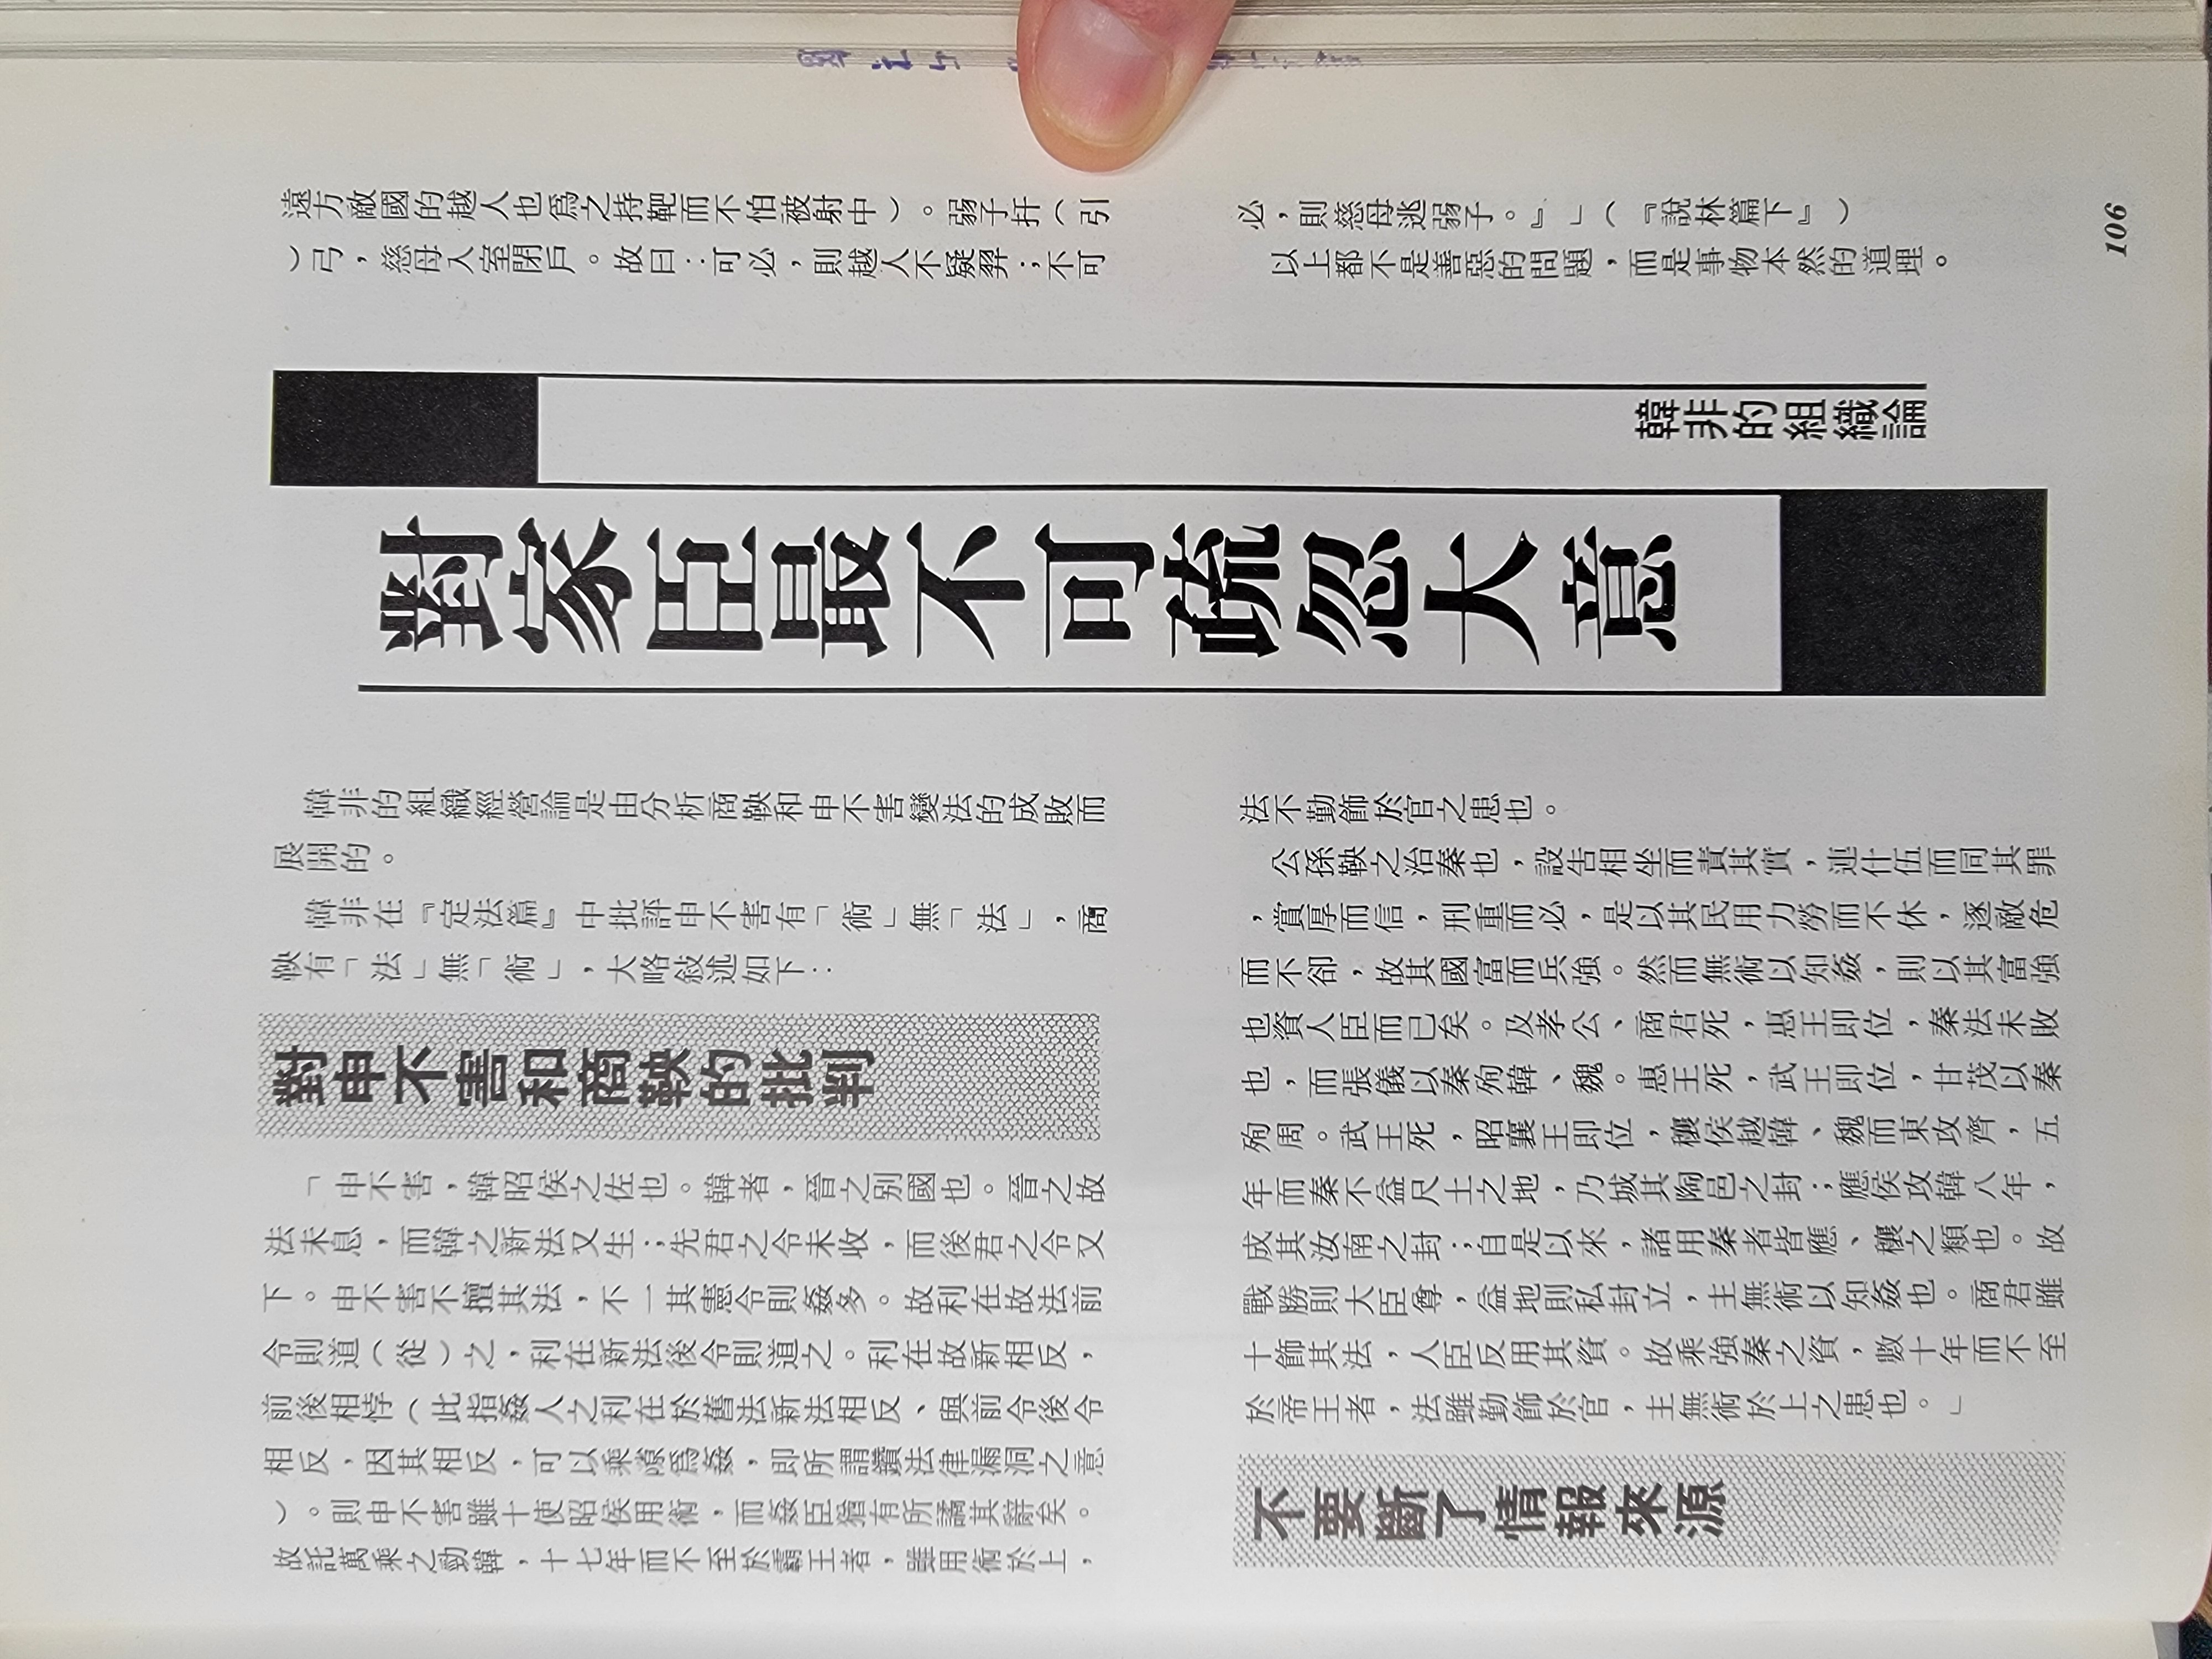 遠方敵國的越人也爲之持靶而不怕被射中）。弱子扞（引
）弓，慈母入室閉戶。故曰：可必，則越人不疑羿；不可
必，則慈母逃弱子。』」（『說林篇下』）
以上都不是善惡的問題，而是事物本然的道理。
韓非的組織論
對家臣最不可疏忽大意
韓非的組織經營論是由分析商鞅和申不害變法的成敗而
展開的。
韓非在『定法篇』中批評申不害有「術」無「法」，商
鞅有「法」無「術」，大略敍述如下：
對申不害和商鞅的批判
「申不害，韓昭侯之佐也。韓者，晉之別國也。晉之故
法未息，而韓之新法又生；先君之令未收，而後君之令又
下。申不害不擅其法，不一其憲令則姦多。故利在故法前
令則道（從）之，利在新法後令則道之。利在故新相反，
前後相悖（此指姦人之利在於舊法新法相反、與前令後令
相反，因其相反，可以乘隙爲姦，即所謂鑽法律漏洞之意
）。則申不害雖十使昭侯用術，而姦臣猶有所譎其辭矣。
故託萬乘之勁韓，十七年而不至於霸王者，雖用術於上，
法不勤飾於官之患也。
公孫鞅之治秦也，設告相坐而責其實，連什伍而同其罪
，賞厚而信，刑重而必，是以其民用力勞而不休，逐敵危
而不卻，故其國富而兵強。然而無術以知姦，則以其富強
也資人臣而已矣。及孝公、商君死，惠王即位，秦法未敗
也，而張儀以秦殉韓、魏。惠王死，武王即位，甘茂以秦
殉周。武王死，昭襄王即位，穰侯越韓、魏而東攻齊，五
年而秦不益尺土之地，乃城其陶邑之封；應侯攻韓八年，
成其汝南之封；自是以來，諸用秦者皆應、穰之類也。故
戰勝則大臣尊，益地則私封立，主無術以知姦也。商君雖
十飾其法，人臣反用其資。故乘強秦之資，數十年而不至
於帝王者，法雖勤飾於官，主無術於上之患也。」
不要斷了情報來源
106